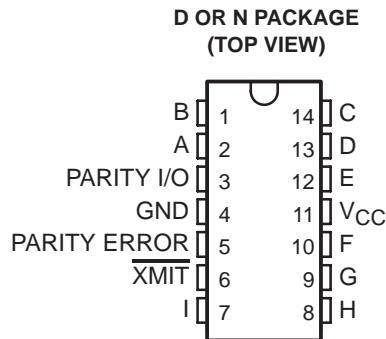 D OR N PACKAGE
(TOP VIEW)
B 1 14 C
A 2 13 D
PARITY I/O 3 12 E
GND 4 11 VCC
PARITY ERROR 5 10 F
XMIT 6 9 G
I 7 8 H